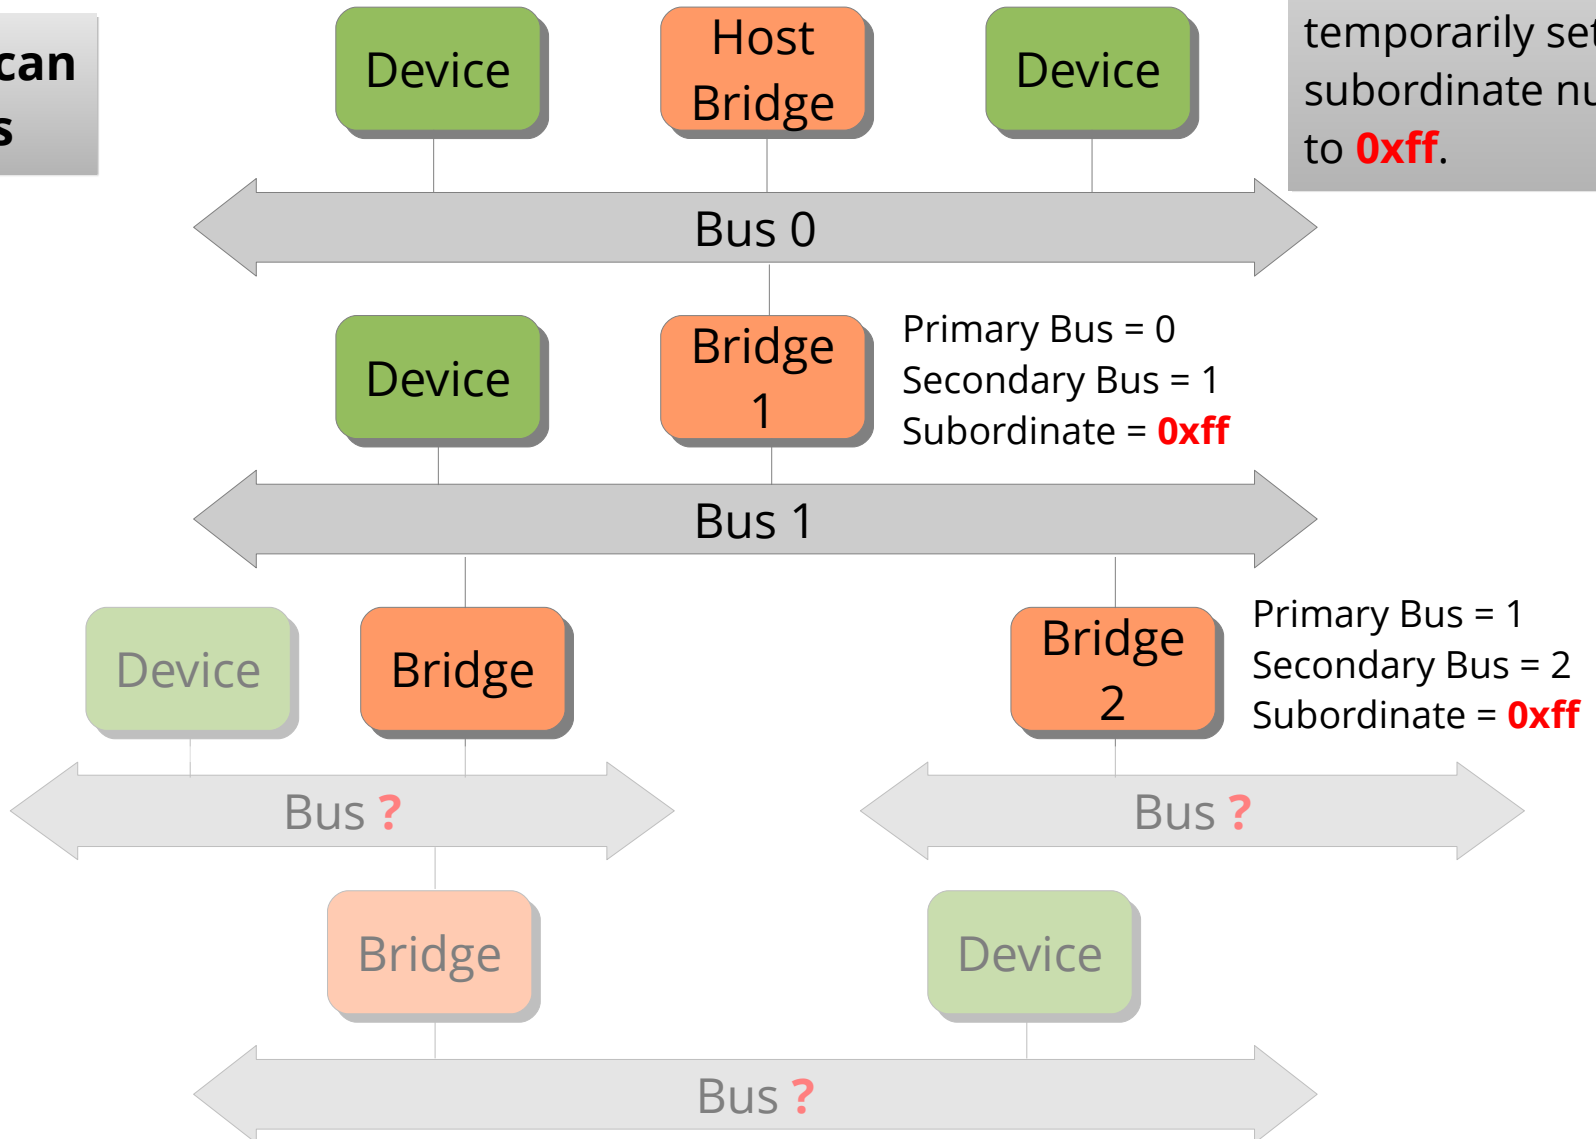 can
s
Device
Host
Bridge
Device
temporarily set
subordinate nu
to 0xff.
Bus 0
Device
Bridge
1
Primary Bus = 0
Secondary Bus = 1
Subordinate = 0xff
Bus 1
Device
Bridge
Bridge
2
Primary Bus = 1
Secondary Bus = 2
Subordinate = 0xff
Bus ?
Bus ?
Bridge
Device
Bus ?